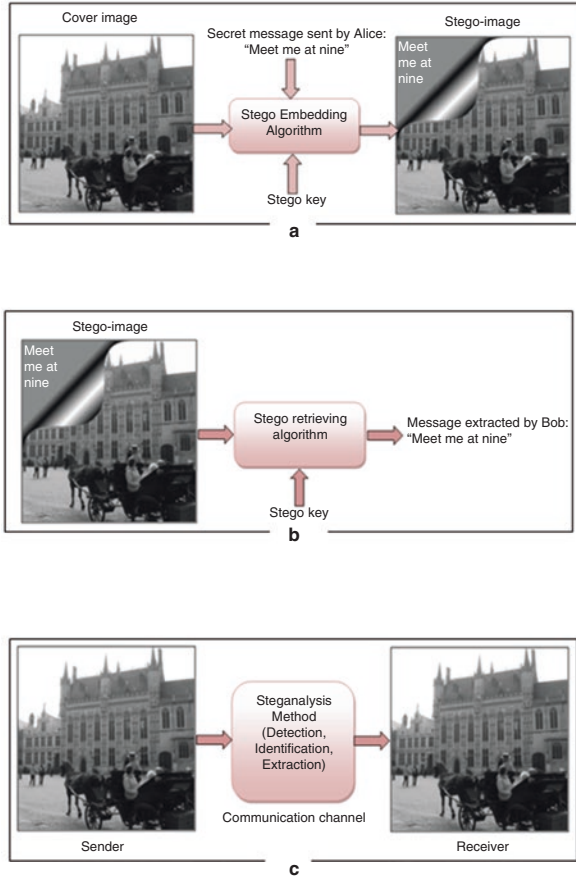 Cover image
Secret message sent by Alice:
“Meet me at nine”
Stego-image
Meet
me at
nine
Stego Embedding
Algorithm
Stego key
a
Stego-image
Meet
me at
nine
Stego retrieving
algorithm
Message extracted by Bob:
“Meet me at nine”
Stego key
b
Steganalysis
Method
(Detection,
Identification,
Extraction)
Communication channel
Sender
Receiver
c